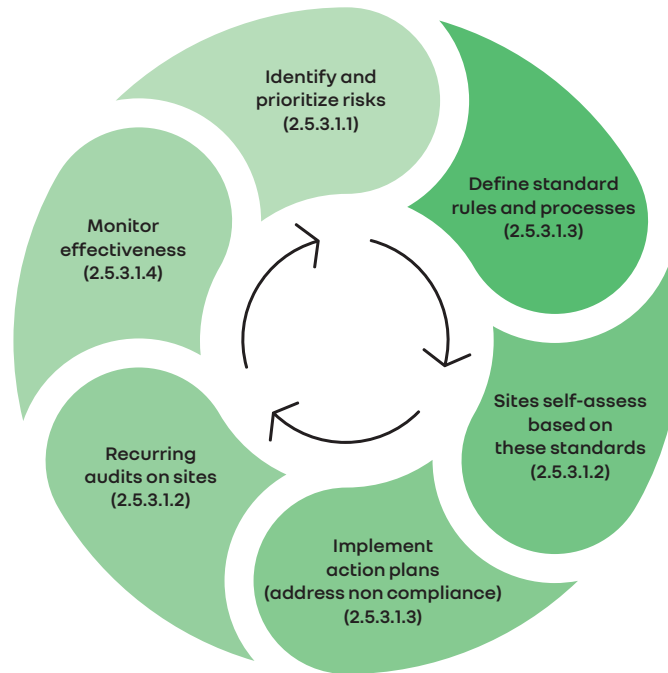 Identify and
prioritize risks
(2.5.3.1.1)
Define standard
rules and processes
(2.5.3.1.3)
Sites self-assess
based on
these standards
(2.5.3.1.2)
Implement
action plans
(address non compliance)
(2.5.3.1.3)
Recurring
audits on sites
(2.5.3.1.2)
Monitor
effectiveness
(2.5.3.1.4)